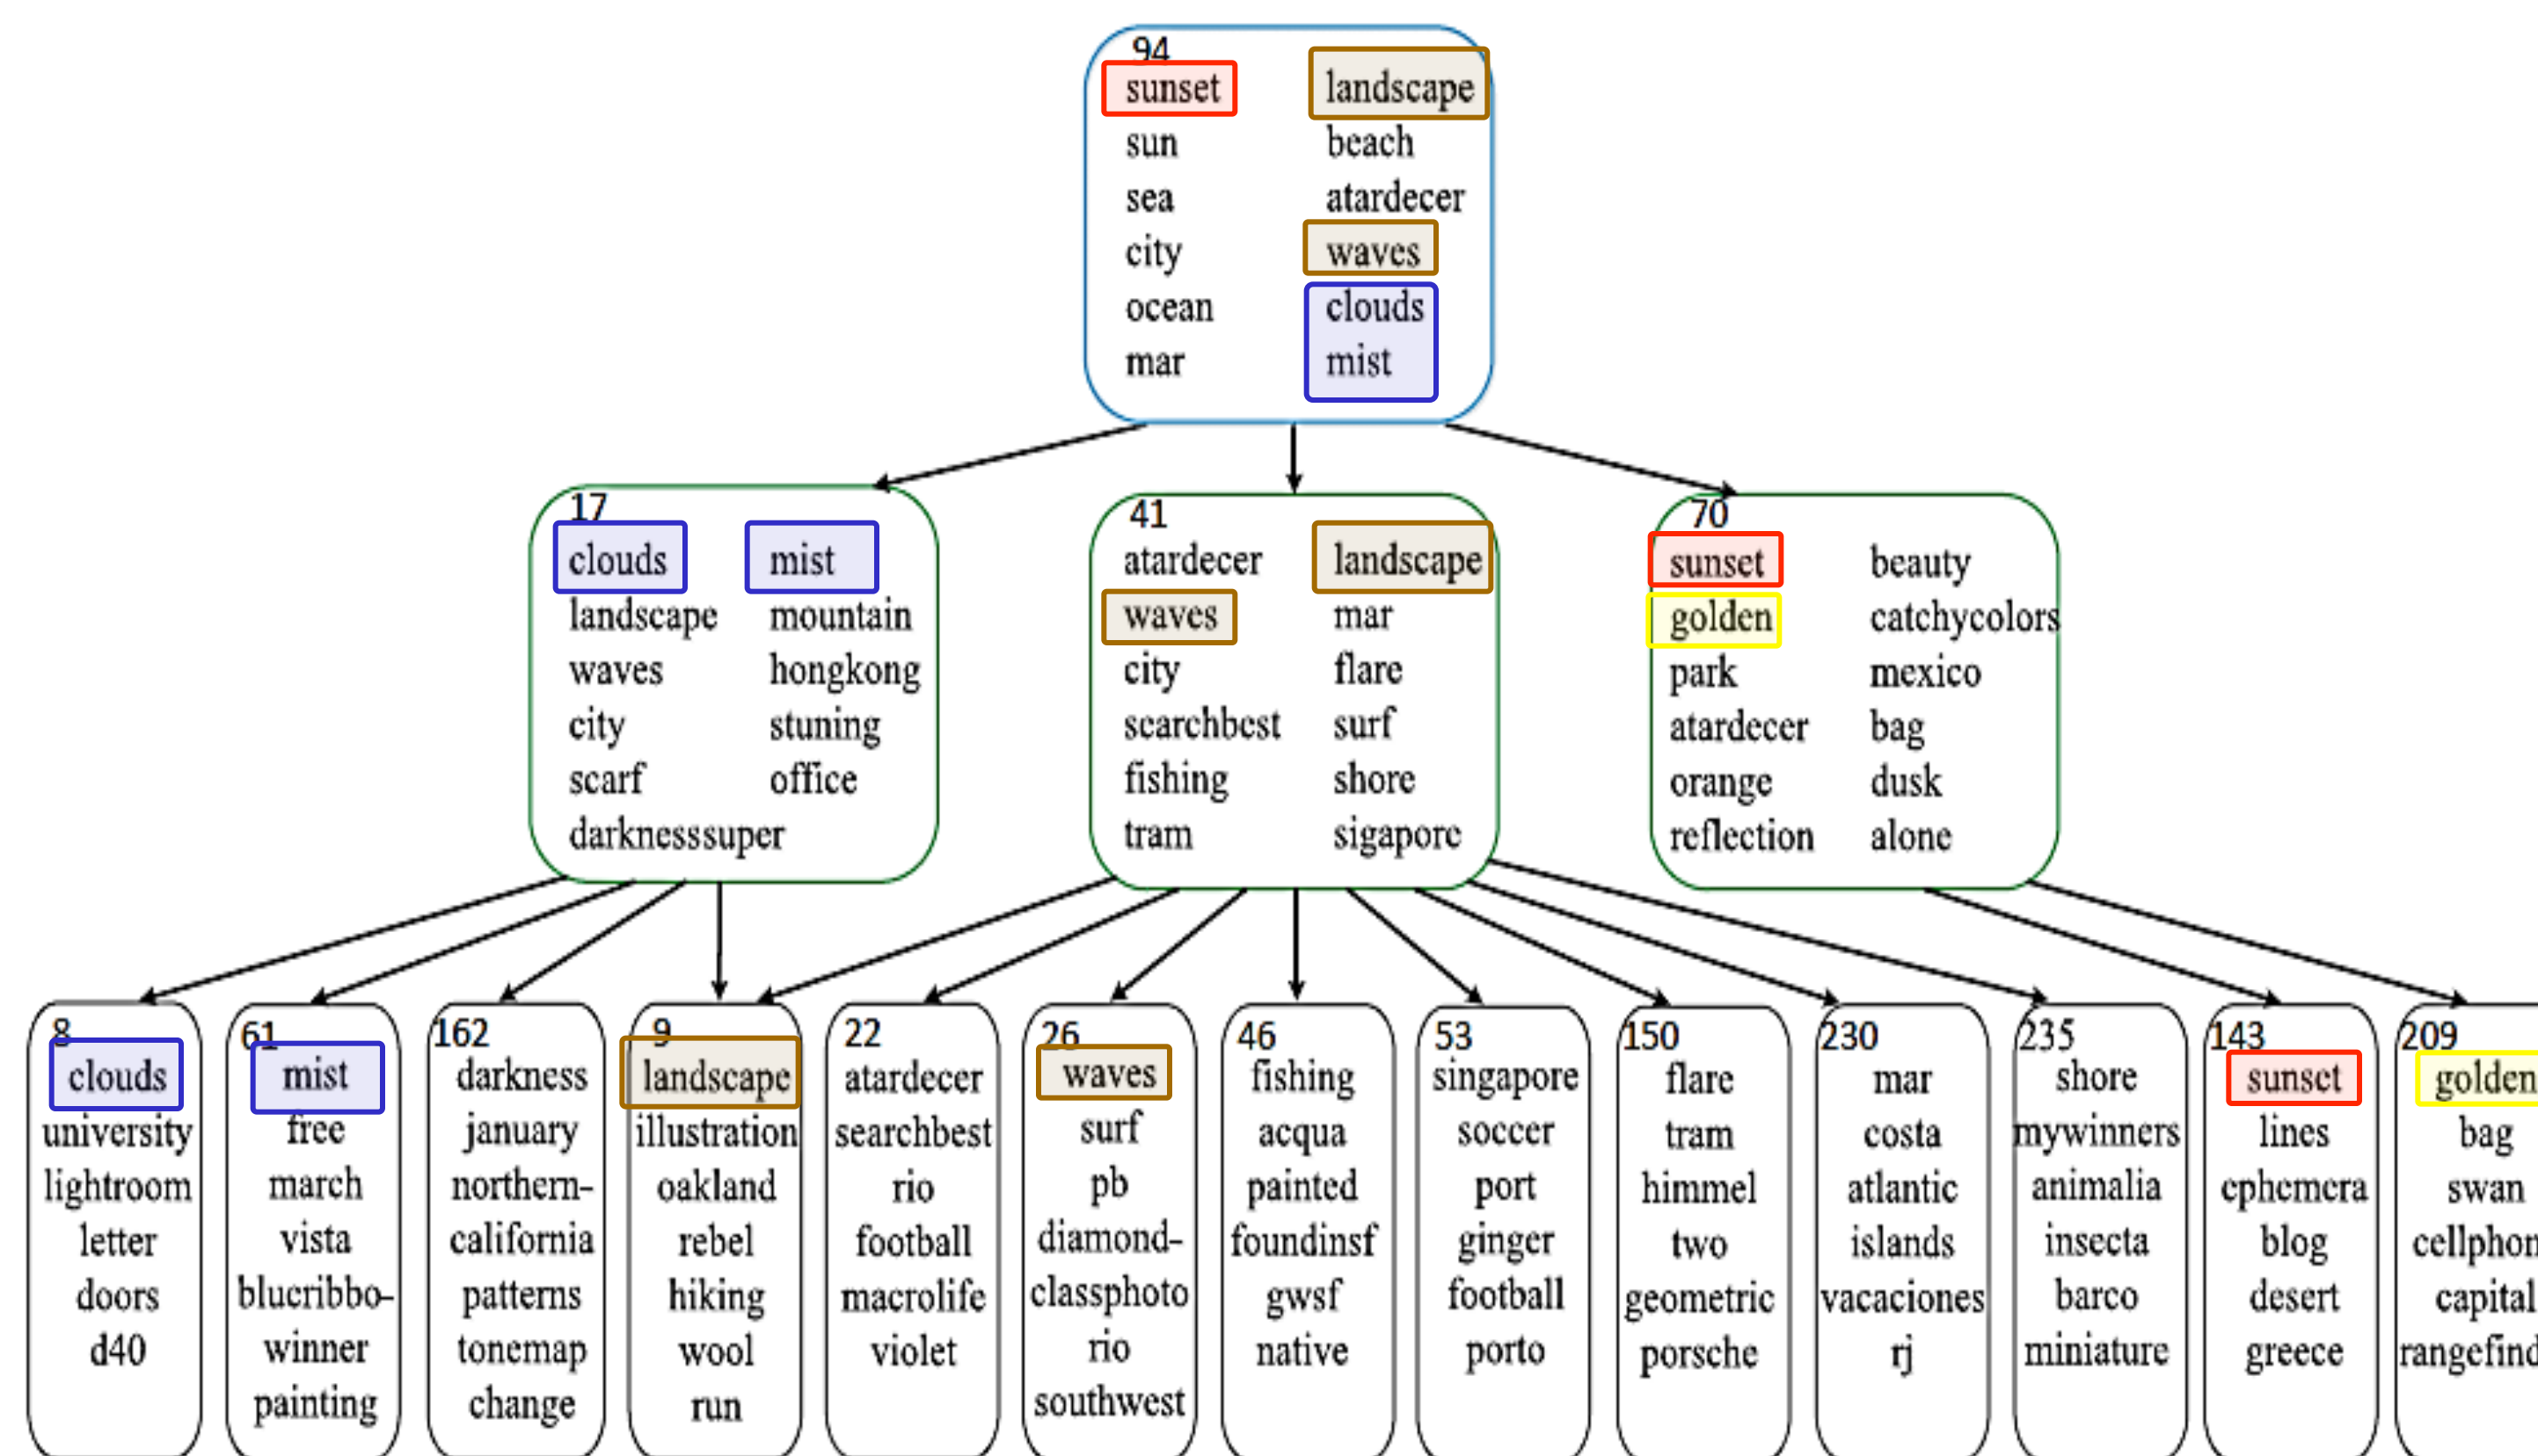 94
sunset landscape
sun beach
sea atardecer
city waves
ocean clouds
mar mist
17
clouds mist
landscape mountain
waves hongkong
city stuning
scarf office
darknesssuper
41
atardecer landscape
waves mar
city flare
searchbest surf
fishing shore
tram sigapore
70
sunset beauty
golden catchycolors
park mexico
atardecer bag
orange dusk
reflection alone
8
clouds
university
lightroom
letter
doors
d40
61
mist
free
march
vista
blueribbo-
winner
painting
162
darkness
january
northern-
california
patterns
tonemap
change
9
landscape
illustration
oakland
rebel
hiking
wool
run
22
atardecer
searchbest
rio
football
macrolife
violet
26
waves
surf
pb
diamond-
classphoto
rio
southwest
46
fishing
acqua
painted
foundinsf
gwsf
native
53
singapore
soccer
port
ginger
football
porto
150
flare
tram
himmel
two
geometric
porsche
230
mar
costa
atlantic
islands
vacaciones
rj
235
shore
mywinners
animalia
insecta
barco
miniature
143
sunset
lines
ephemera
blog
desert
greece
209
golden
bag
swan
cellphon
capital
rangefind